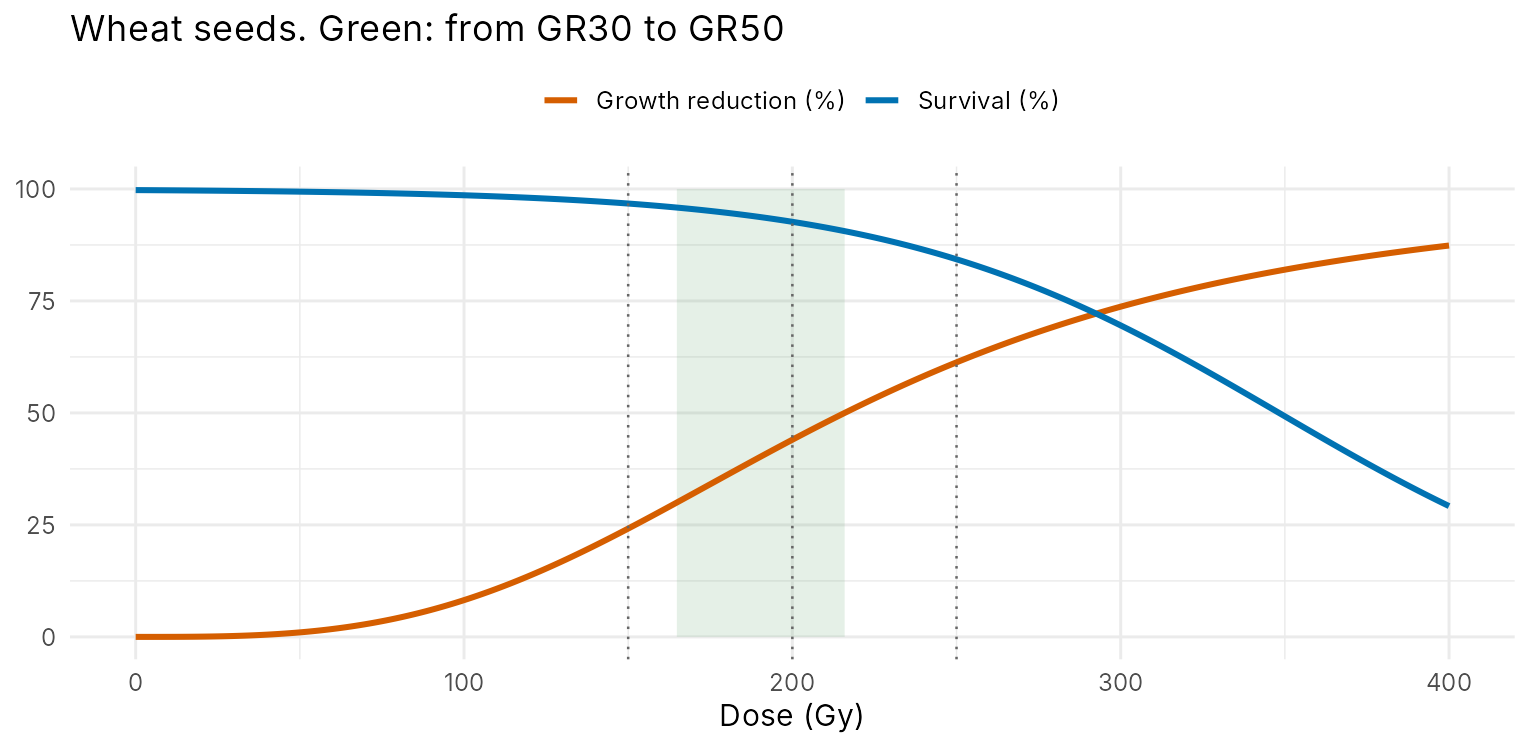 Wheat seeds. Green: from GR30 to GR50
Growth reduction (%) Survival (%)
100
75
50
25
0
0 100 200 300 400
Dose (Gy)